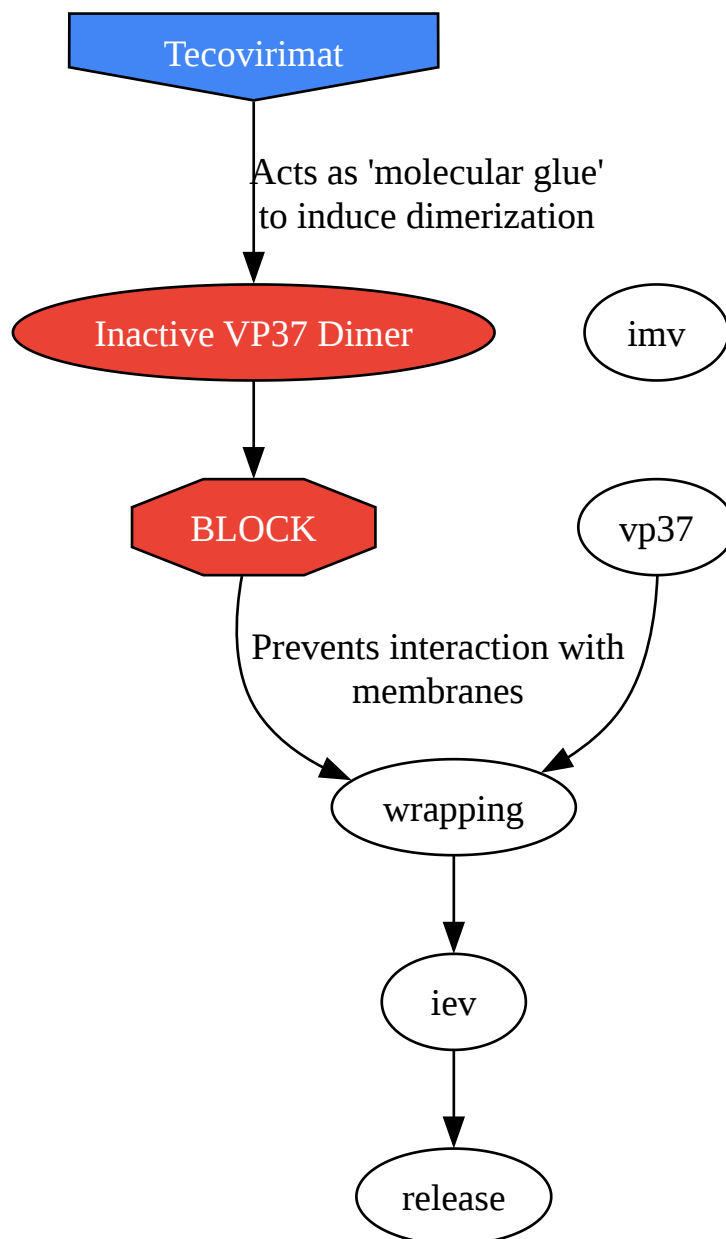 Tecovirimat
Acts as 'molecular glue'
to induce dimerization
Inactive VP37 Dimer
imv
BLOCK
vp37
Prevents interaction with
membranes
wrapping
iev
release